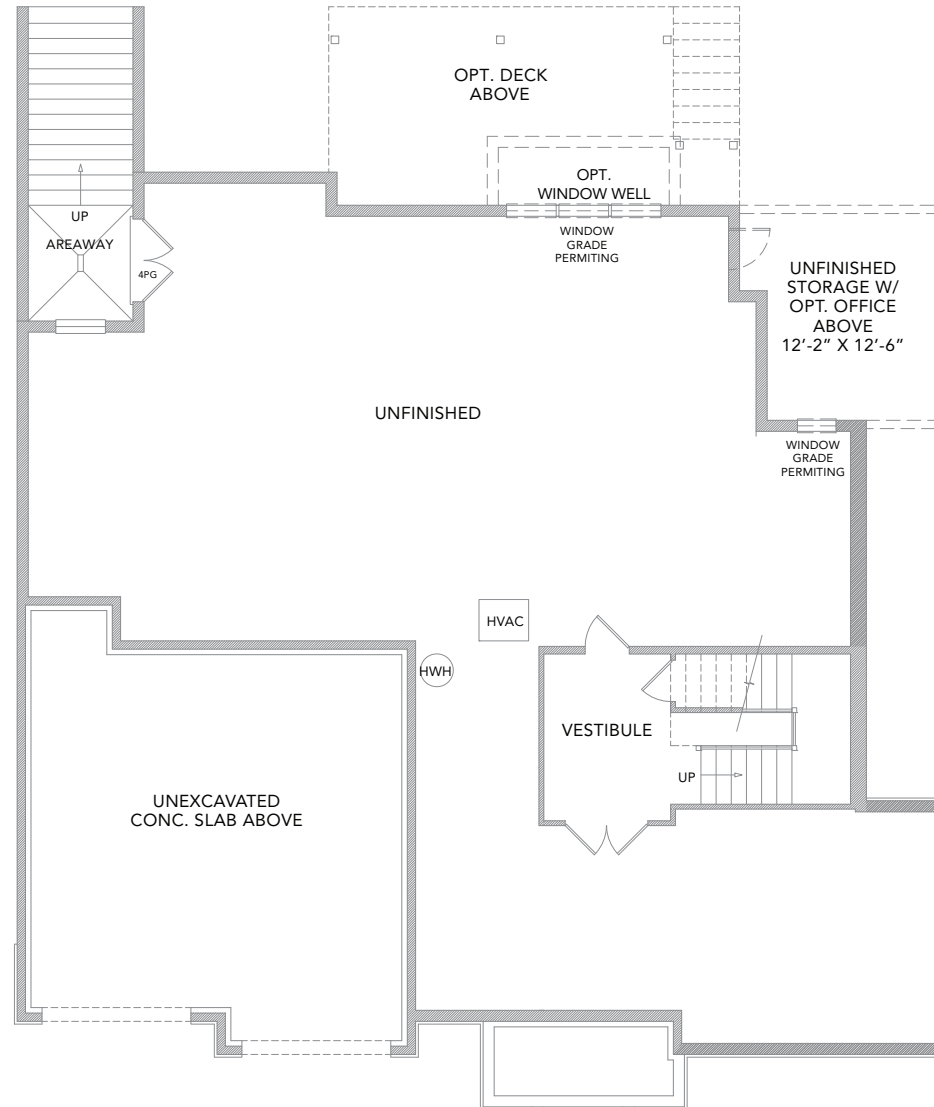 OPT. DECK
ABOVE
OPT.
WINDOW WELL
UP
AREAWAY
4PG
WINDOW
GRADE
PERMITING
UNFINISHED
STORAGE W/
OPT. OFFICE
ABOVE
12'-2" X 12'-6"
UNFINISHED
WINDOW
GRADE
PERMITING
HVAC
HWH
VESTIBULE
UP
UNEXCAVATED
CONC. SLAB ABOVE